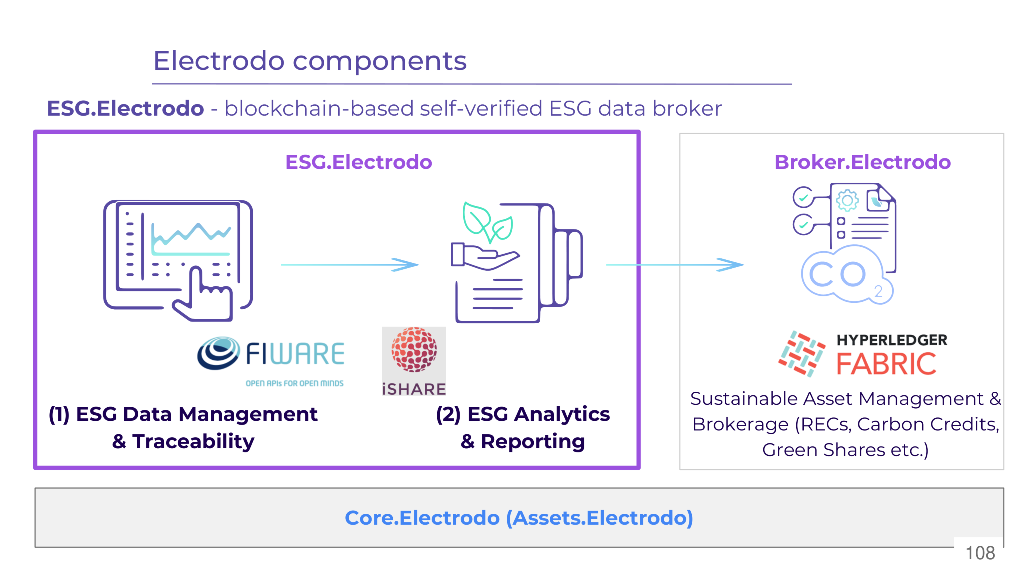 Electrodo components
ESG.Electrodo - blockchain-based self-verified ESG data broker
ESG.Electrodo
FIWARE
OPEN APIs FOR OPEN MINDS
iSHARE
(1) ESG Data Management
& Traceability
(2) ESG Analytics
& Reporting
Broker.Electrodo
CO2
HYPERLEDGER
FABRIC
Sustainable Asset Management &
Brokerage (RECs, Carbon Credits,
Green Shares etc.)
Core.Electrodo (Assets.Electrodo)
108